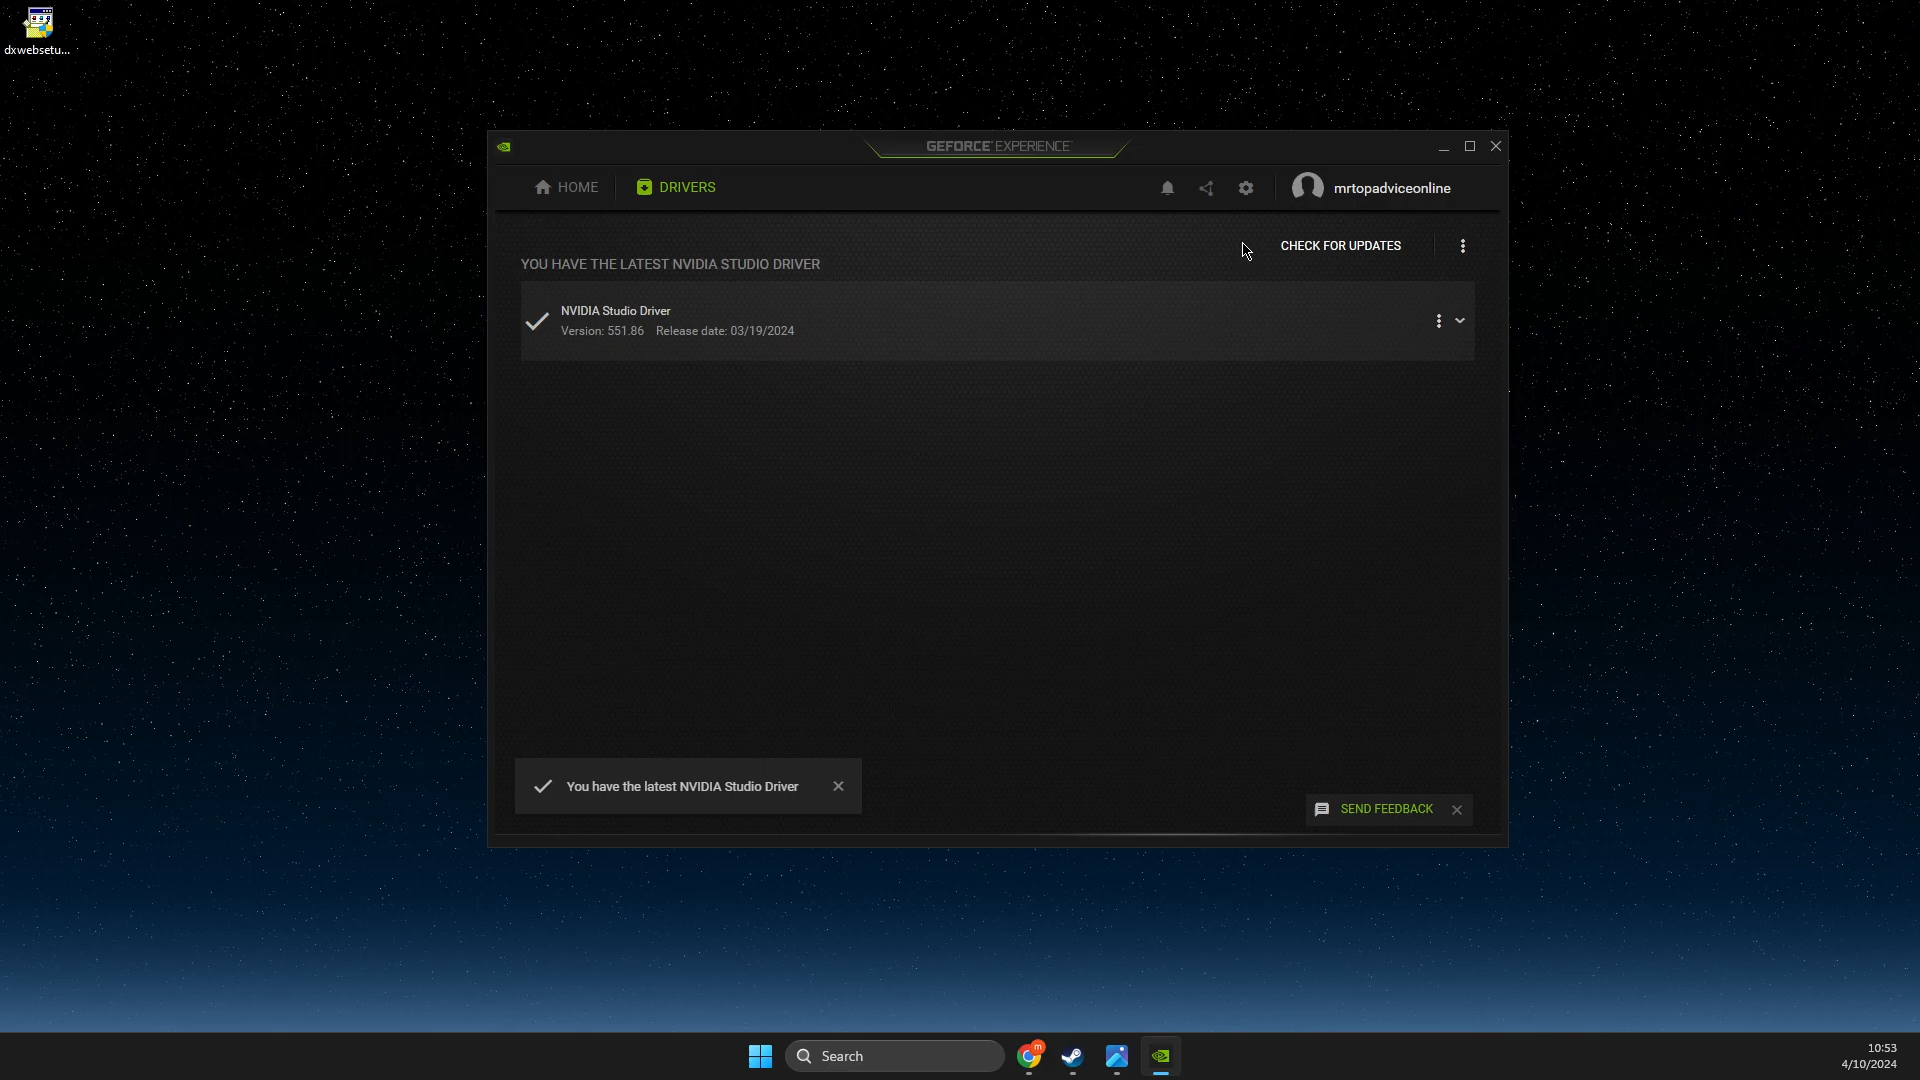 dxwebsetu...
GEFORCE EXPERIENCE
HOME
DRIVERS
mrtopadviceonline
CHECK FOR UPDATES
YOU HAVE THE LATEST NVIDIA STUDIO DRIVER
NVIDIA Studio Driver
Version: 551.86 Release date: 03/19/2024
You have the latest NVIDIA Studio Driver
SEND FEEDBACK
Search
m
10:53
4/10/2024